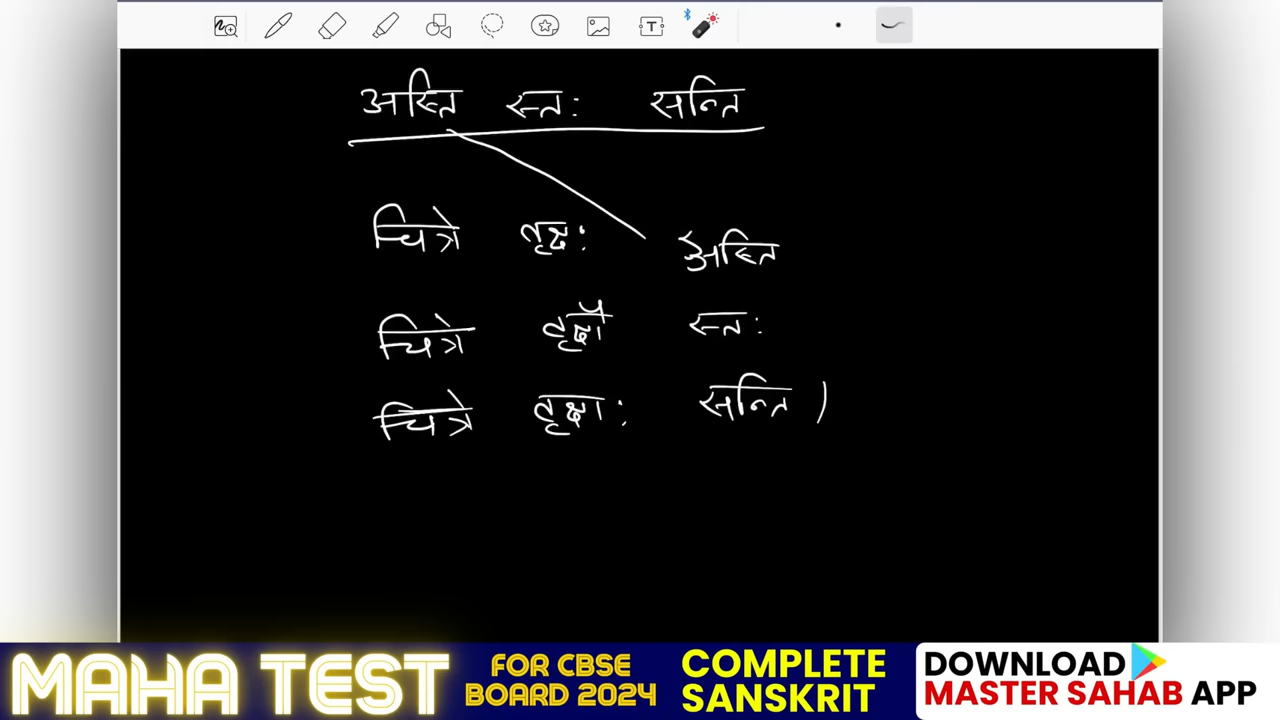 अस्ति स्तः सन्ति
चित्रे वृक्षः अस्ति
चित्रे वृक्षौ स्तः
चित्रे वृक्षाः सन्ति ।
MAHA TEST FOR CBSE BOARD 2024 COMPLETE SANSKRIT DOWNLOAD MASTER SAHAB APP